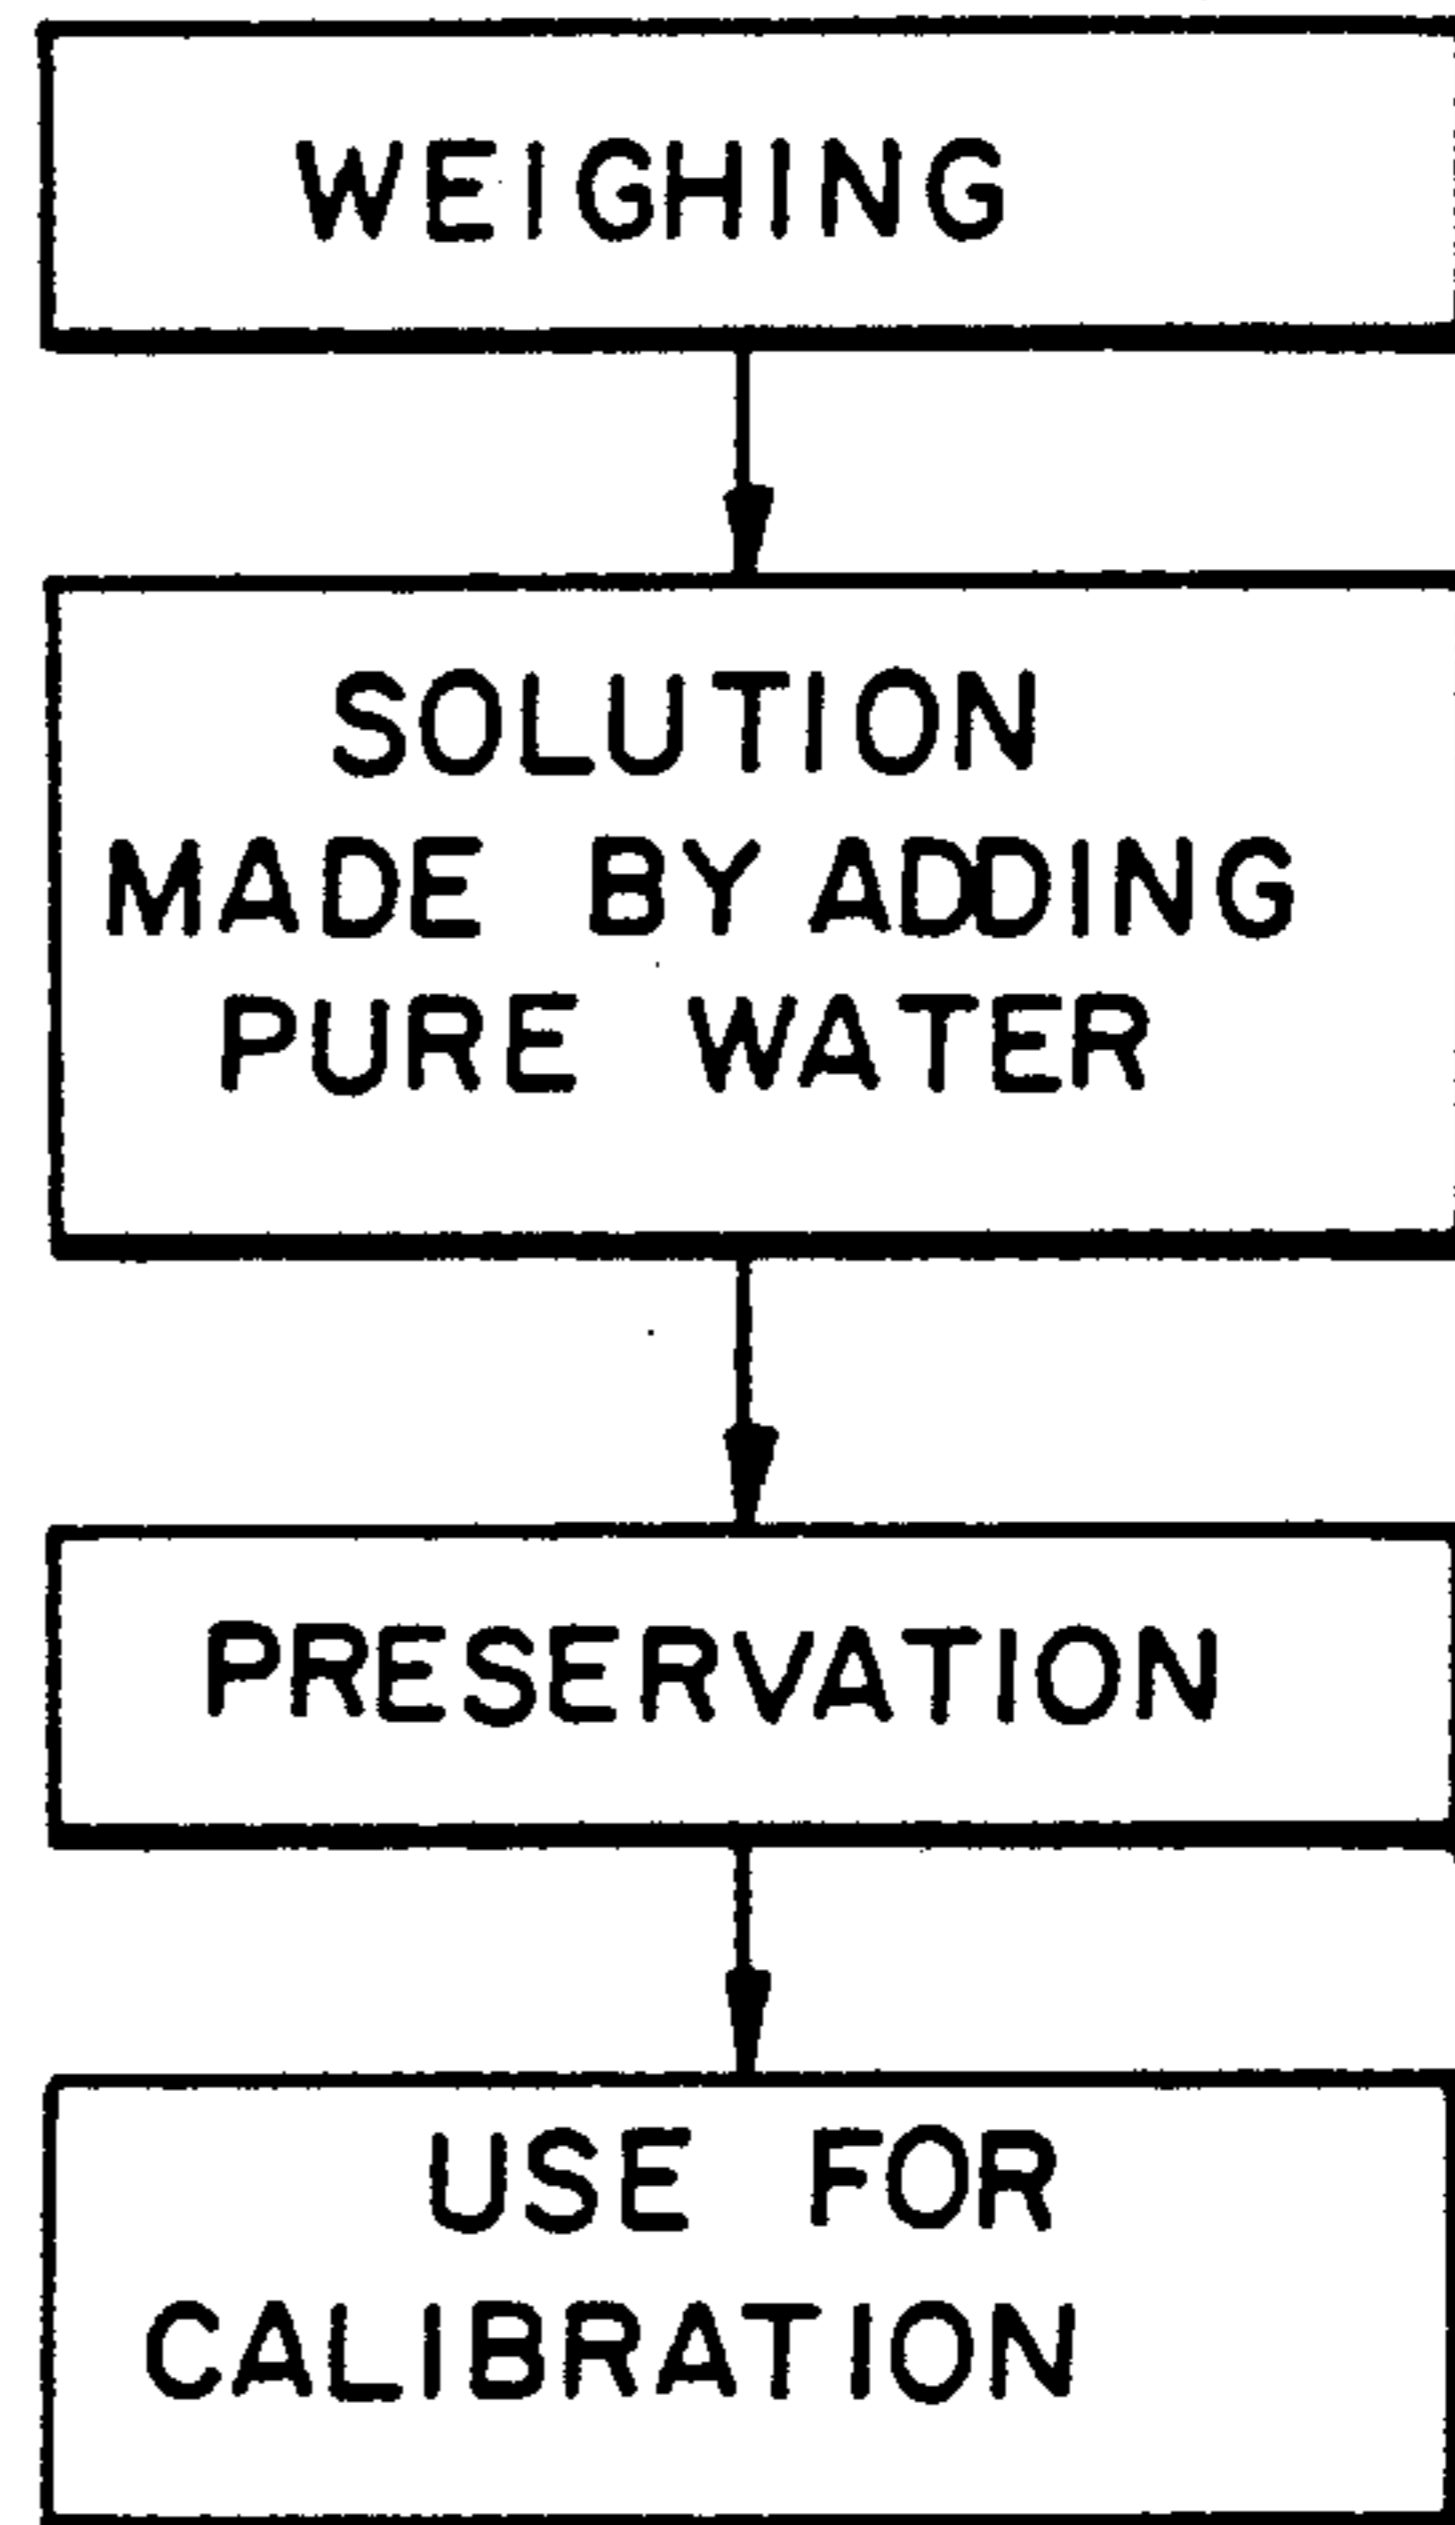 WEIGHING
SOLUTION
MADE BY ADDING
PURE WATER
PRESERVATION
USE FOR
CALIBRATION